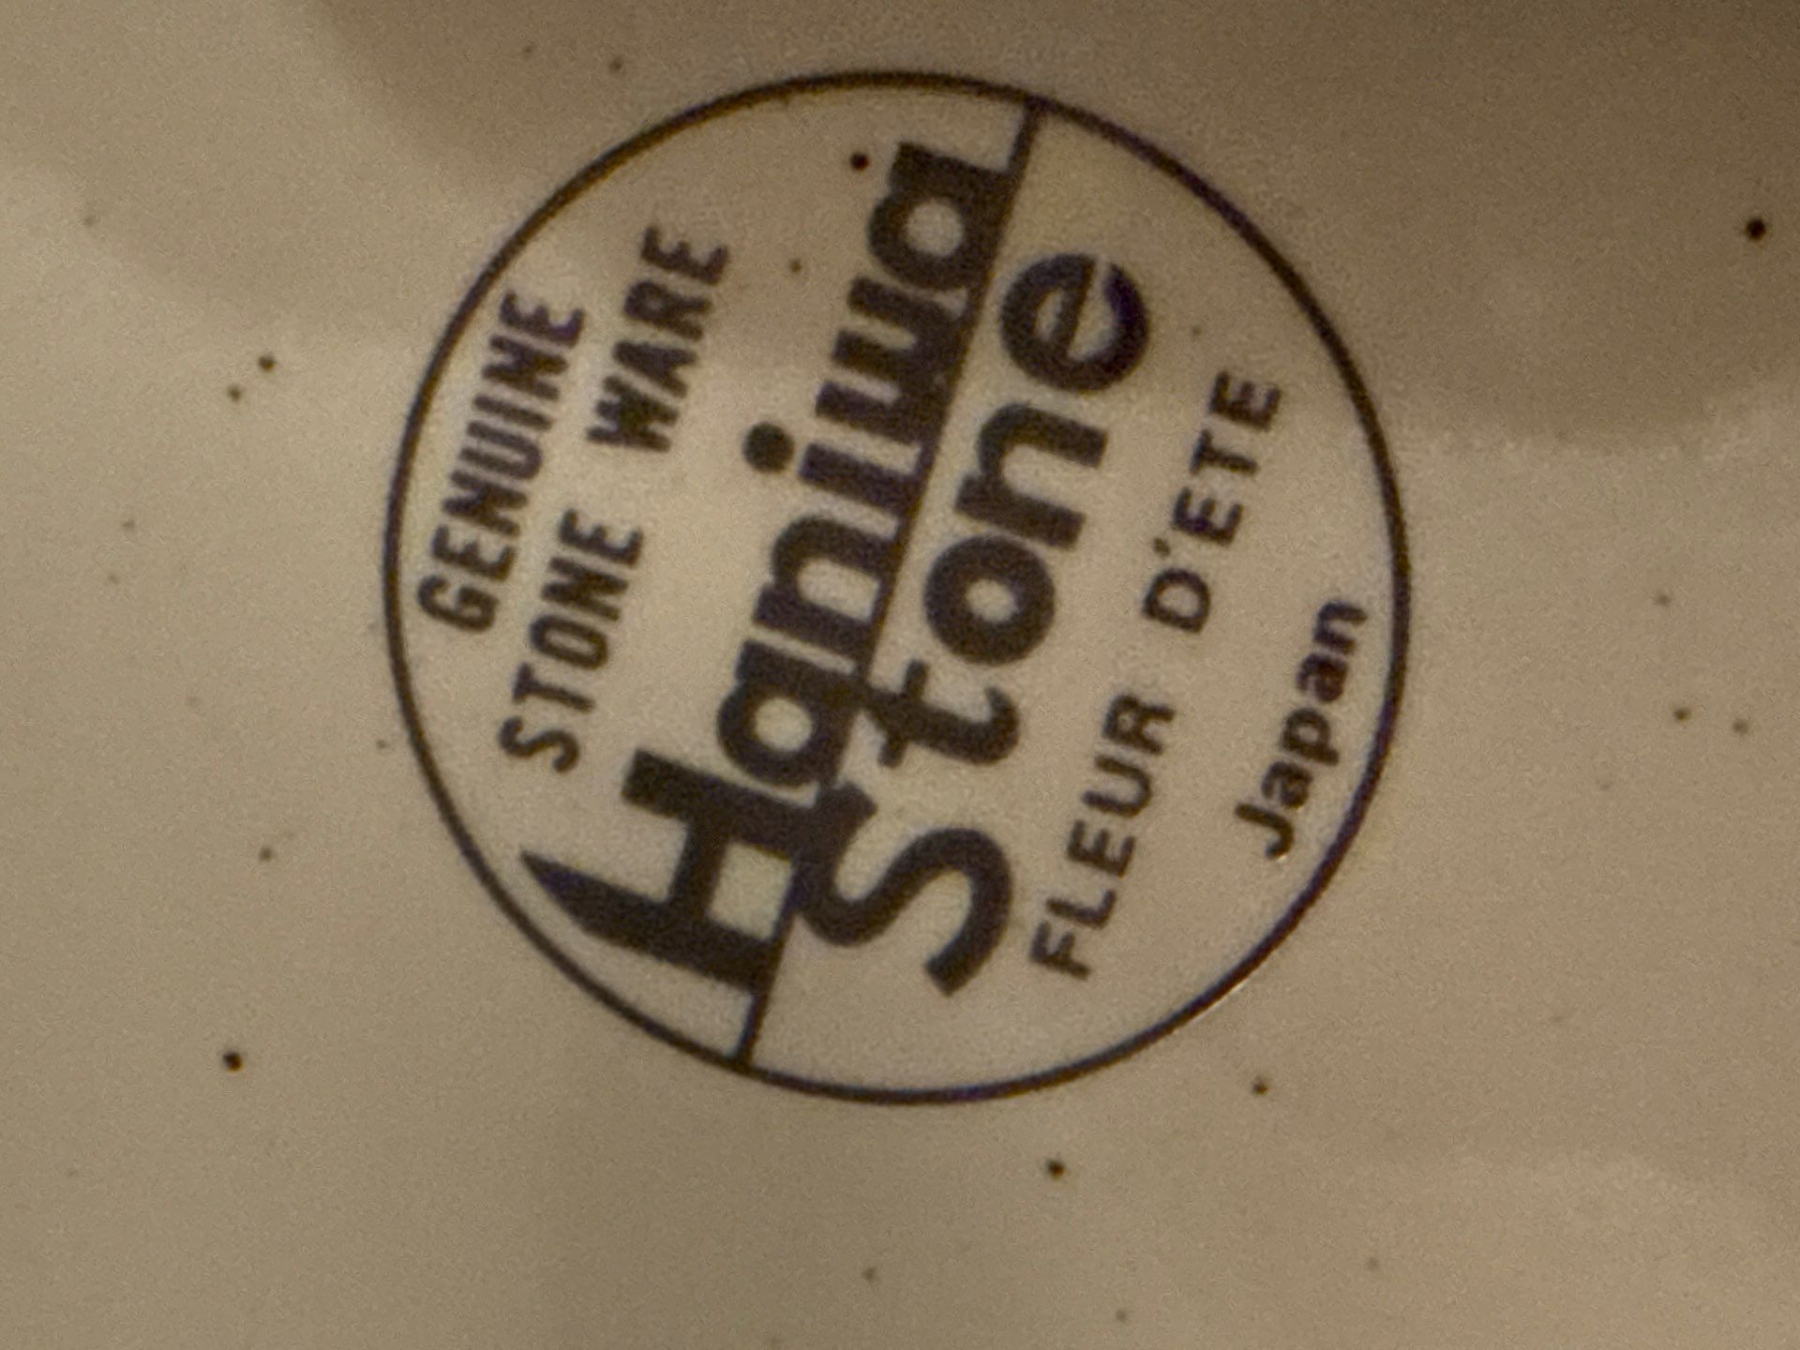 GENUINE
STONE WARE
Haniwa
Stone
FLEUR D'ETE
Japan